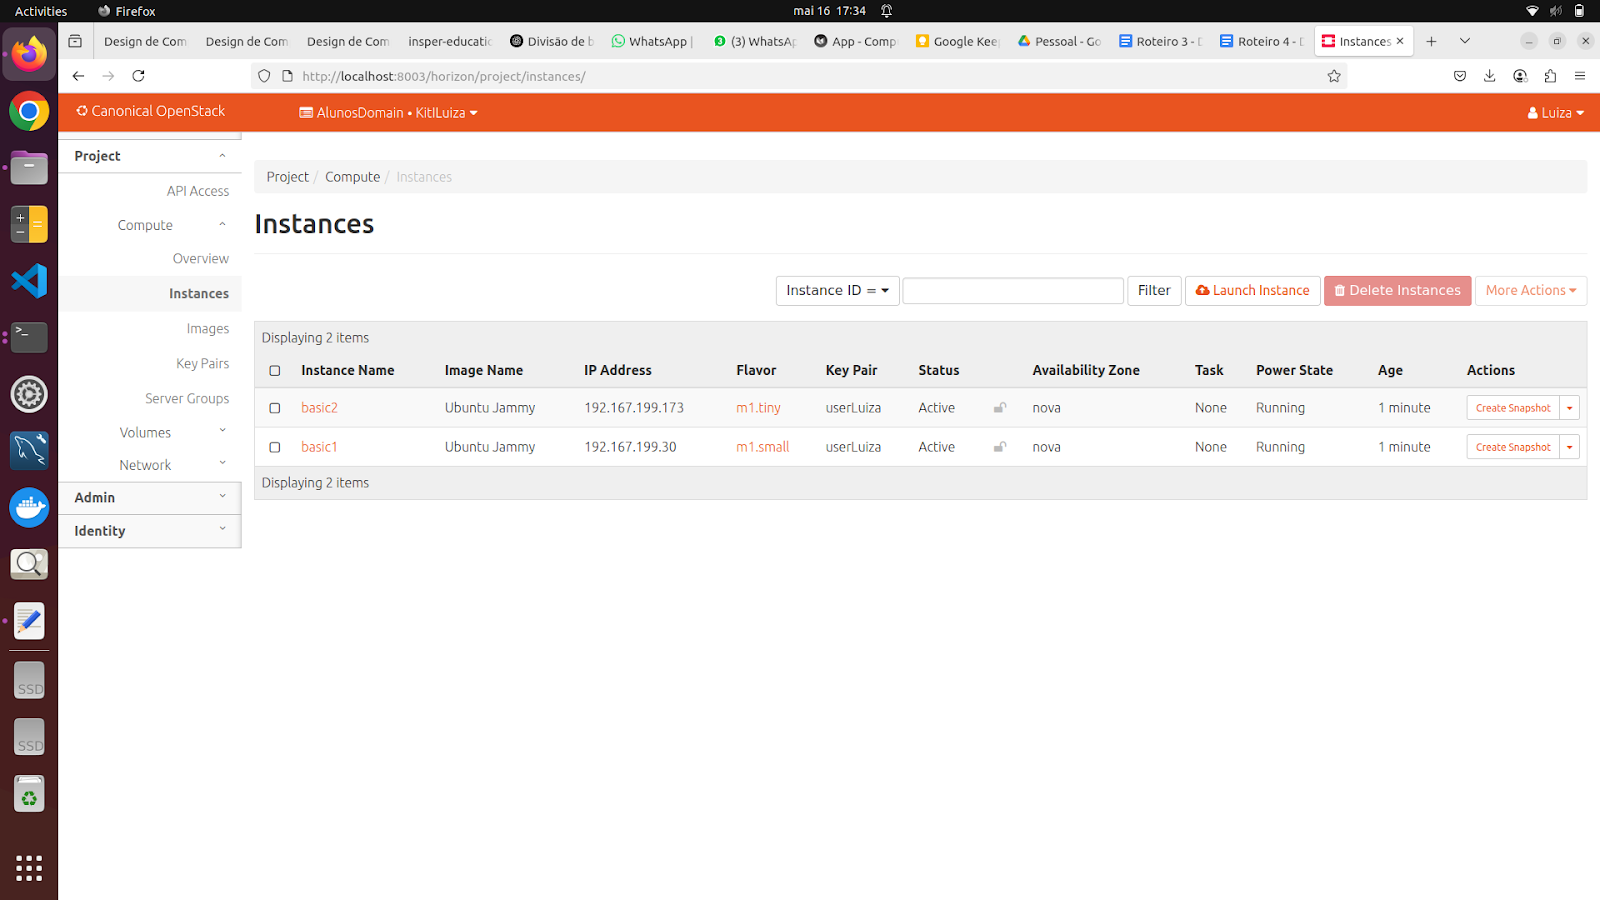 Activities Firefox mai 16 17:34
Design de Com Design de Com Design de Com insper-educatio Divisão de b WhatsApp | (3) WhatsAp App - Comp Google Kee Pessoal - Go Roteiro 3 - D Roteiro 4 - D Instances
http://localhost:8003/horizon/project/instances/
Canonical OpenStack AlunosDomain • KitlLuiza Luiza
Project
API Access
Compute
Overview
Instances
Images
Key Pairs
Server Groups
Volumes
Network
Admin
Identity
Project / Compute / Instances
Instances
Instance ID = Filter Launch Instance Delete Instances More Actions
Displaying 2 items
Instance Name Image Name IP Address Flavor Key Pair Status Availability Zone Task Power State Age Actions
basic2 Ubuntu Jammy 192.167.199.173 m1.tiny userLuiza Active nova None Running 1 minute Create Snapshot
basic1 Ubuntu Jammy 192.167.199.30 m1.small userLuiza Active nova None Running 1 minute Create Snapshot
Displaying 2 items
SSD
SSD